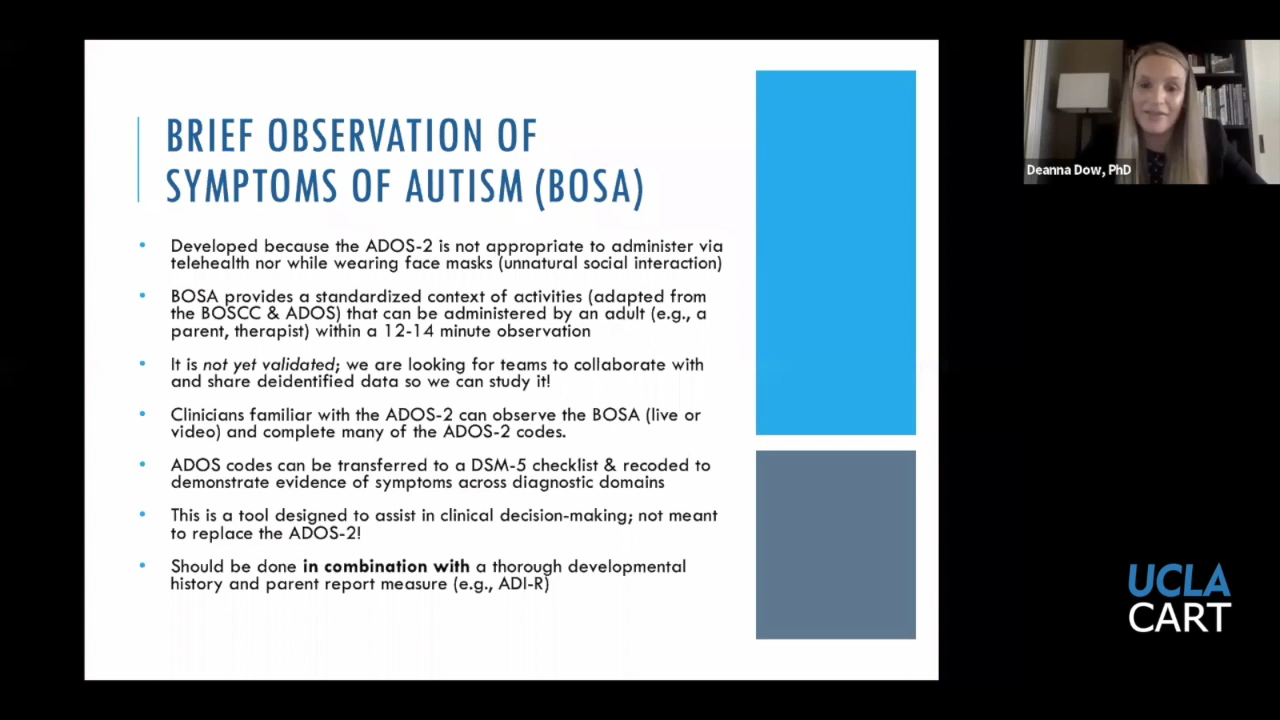 BRIEF OBSERVATION OF
SYMPTOMS OF AUTISM (BOSA)
• Developed because the ADOS-2 is not appropriate to administer via
telehealth nor while wearing face masks (unnatural social interaction)
• BOSA provides a standardized context of activities (adapted from
the BOSCC & ADOS) that can be administered by an adult (e.g., a
parent, therapist) within a 12-14 minute observation
• It is not yet validated; we are looking for teams to collaborate with
and share deidentified data so we can study it!
• Clinicians familiar with the ADOS-2 can observe the BOSA (live or
video) and complete many of the ADOS-2 codes.
• ADOS codes can be transferred to a DSM-5 checklist & recoded to
demonstrate evidence of symptoms across diagnostic domains
• This is a tool designed to assist in clinical decision-making; not meant
to replace the ADOS-2!
• Should be done in combination with a thorough developmental
history and parent report measure (e.g., ADI-R)
Deanna Dow, PhD
UCLA
CART